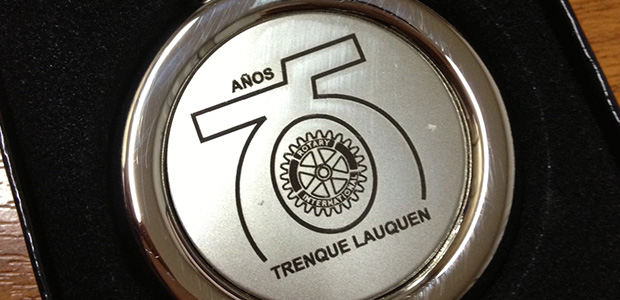 AÑOS
75
ROTARY
INTERNATIONAL
TRENQUE LAUQUEN